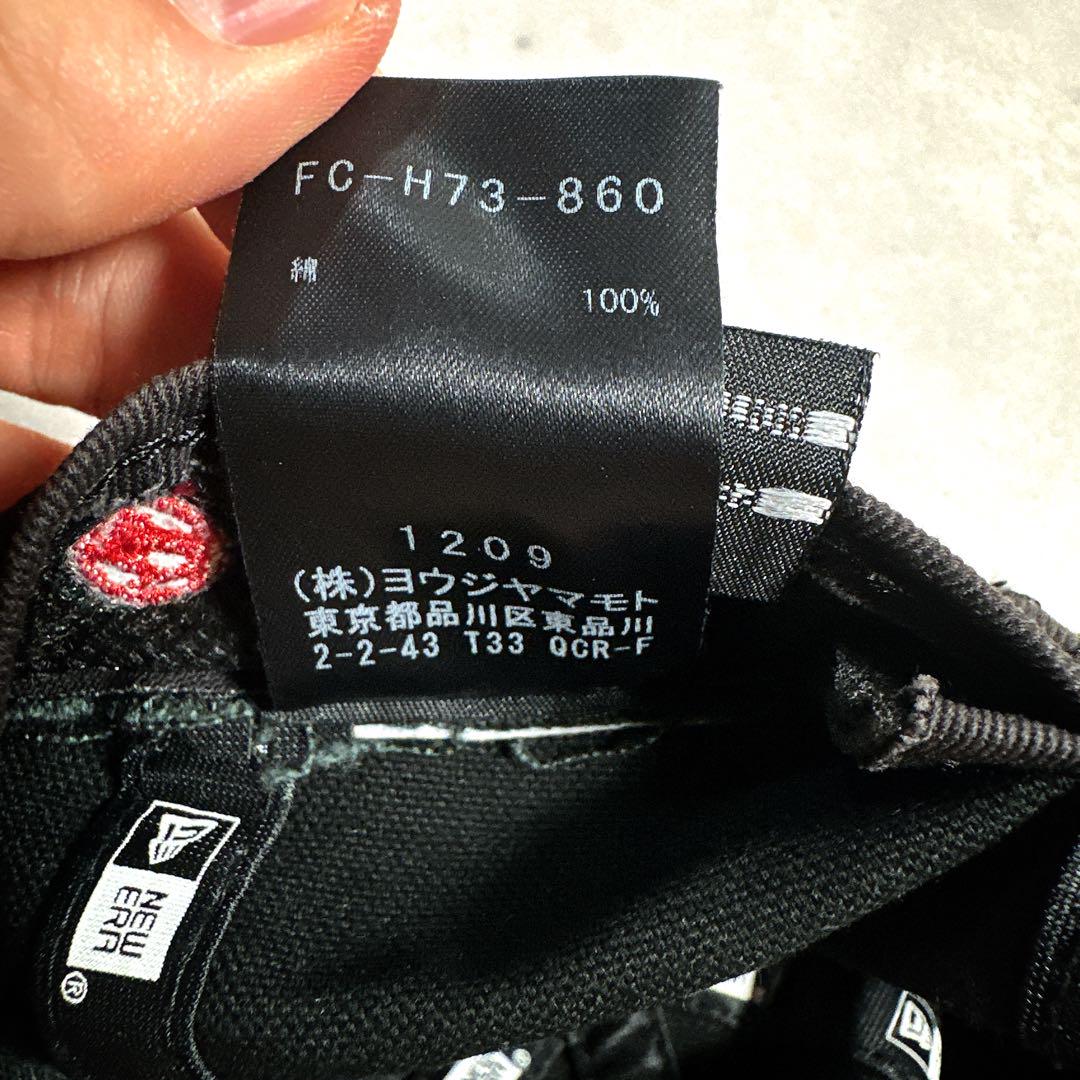 FC-H73-860
綿
100%
1209
(株)ヨウジヤマモト
東京都品川区東品川
2-2-43 T33 QCR-F
NEW
ERA
®